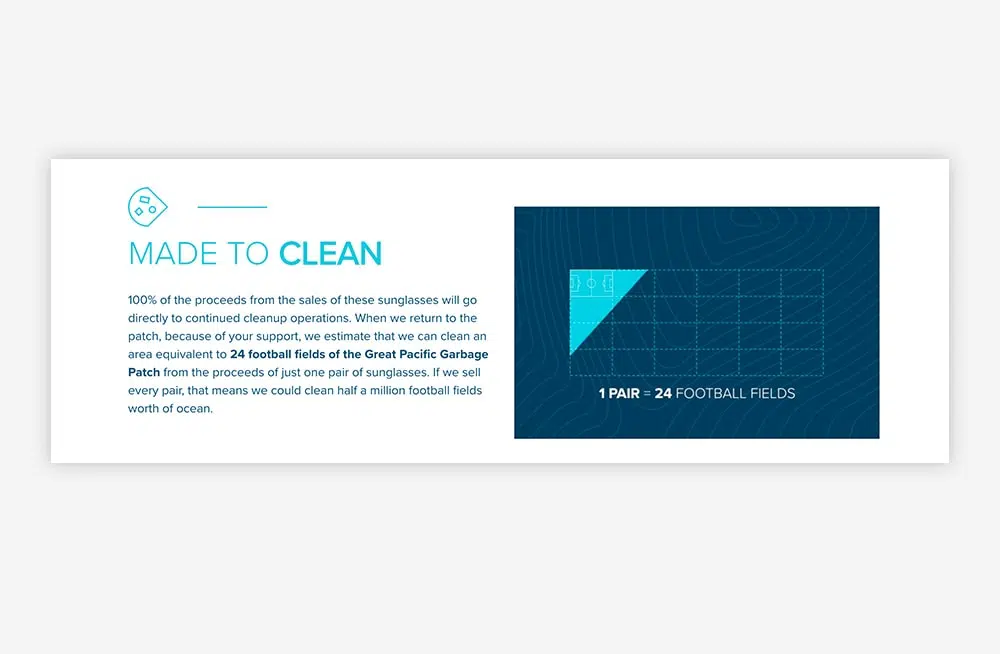 MADE TO CLEAN
100% of the proceeds from the sales of these sunglasses will go
directly to continued cleanup operations. When we return to the
patch, because of your support, we estimate that we can clean an
area equivalent to 24 football fields of the Great Pacific Garbage
Patch from the proceeds of just one pair of sunglasses. If we sell
every pair, that means we could clean half a million football fields
worth of ocean.
1 PAIR = 24 FOOTBALL FIELDS